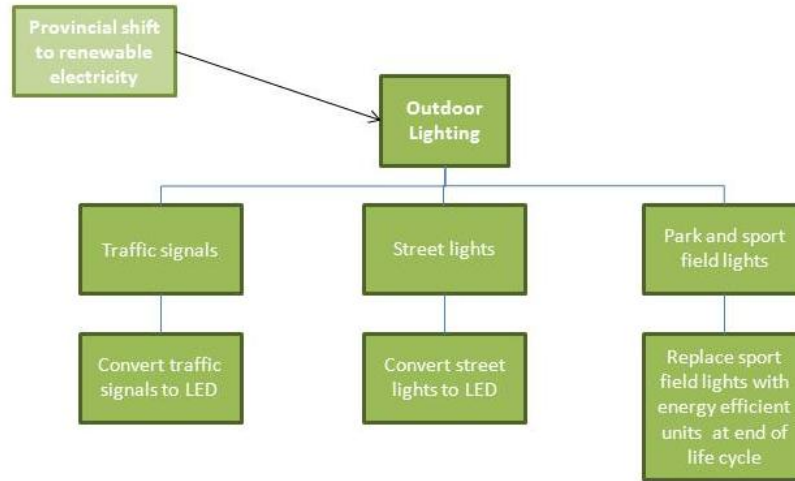 Provincial shift
to renewable
electricity
Outdoor
Lighting
Traffic signals
Street lights
Park and sport
field lights
Convert traffic
signals to LED
Convert street
lights to LED
Replace sport
field lights with
energy efficient
units at end of
life cycle